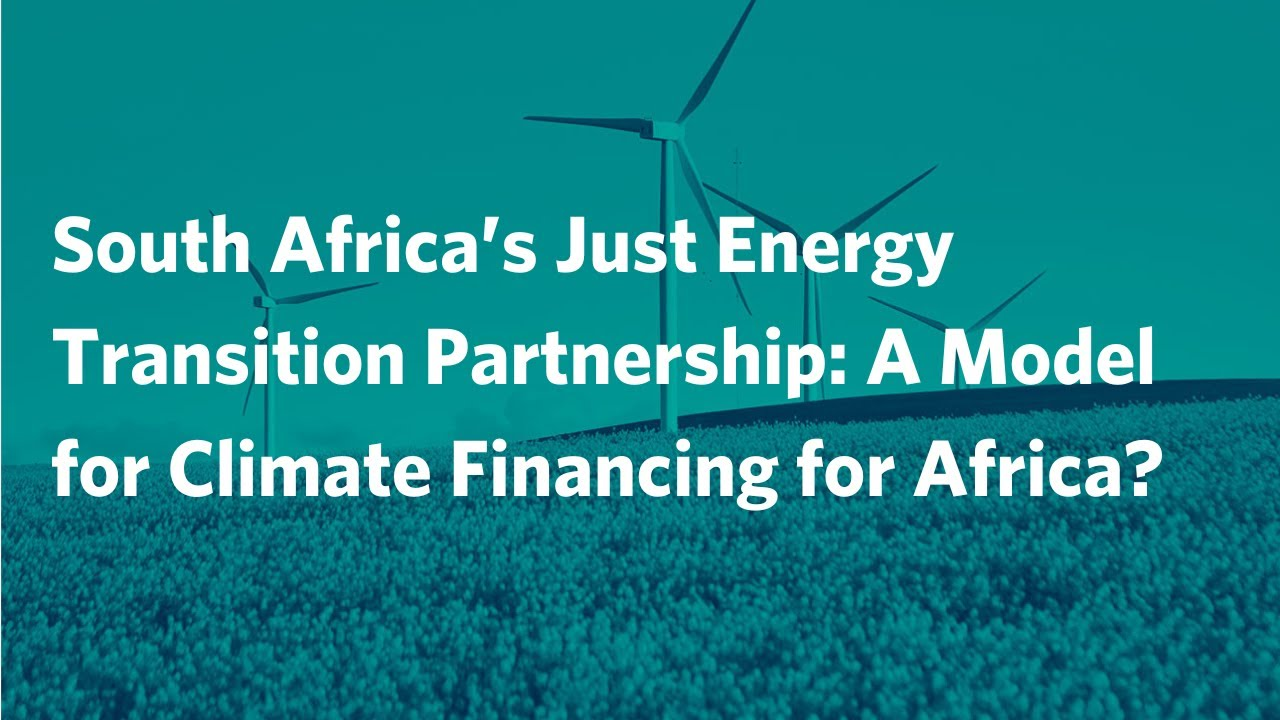 South Africa’s Just Energy
Transition Partnership: A Model
for Climate Financing for Africa?